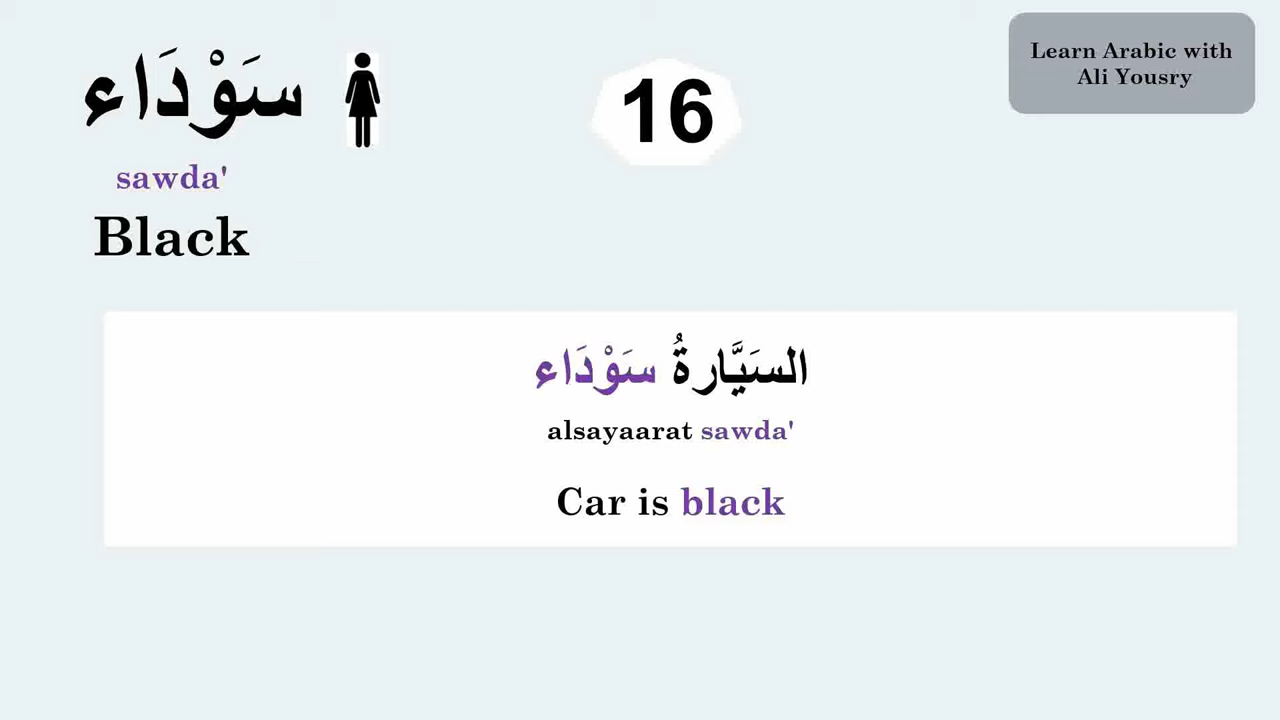 سَوْدَاء
sawda'
Black
16
Learn Arabic with
Ali Yousry
السَيَّارةُ سَوْدَاء
alsayaarat sawda'
Car is black